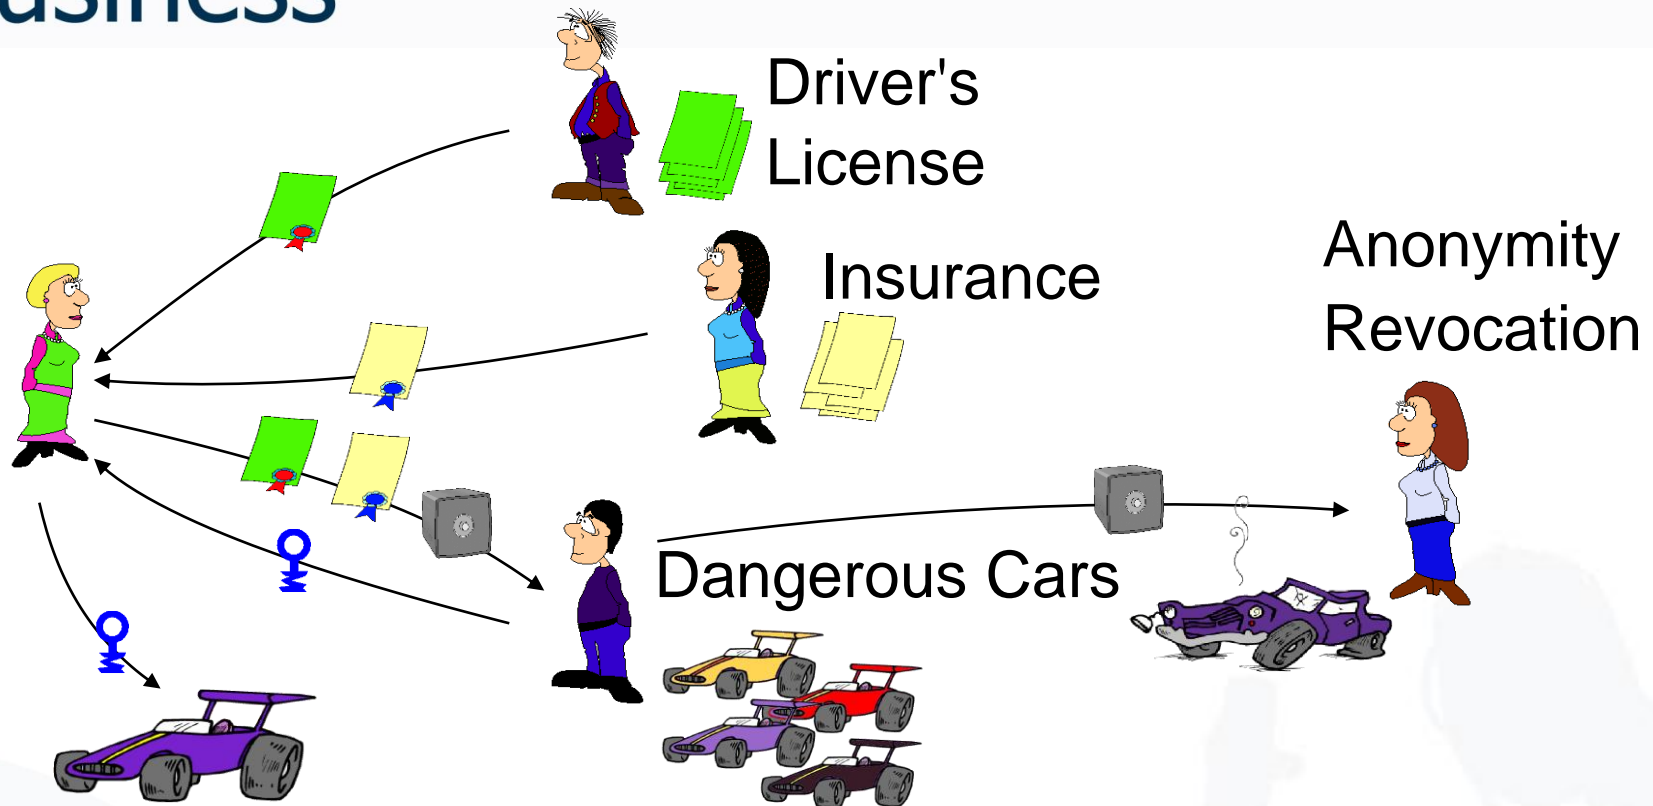 Driver's
License
Insurance
Anonymity
Revocation
Dangerous Cars